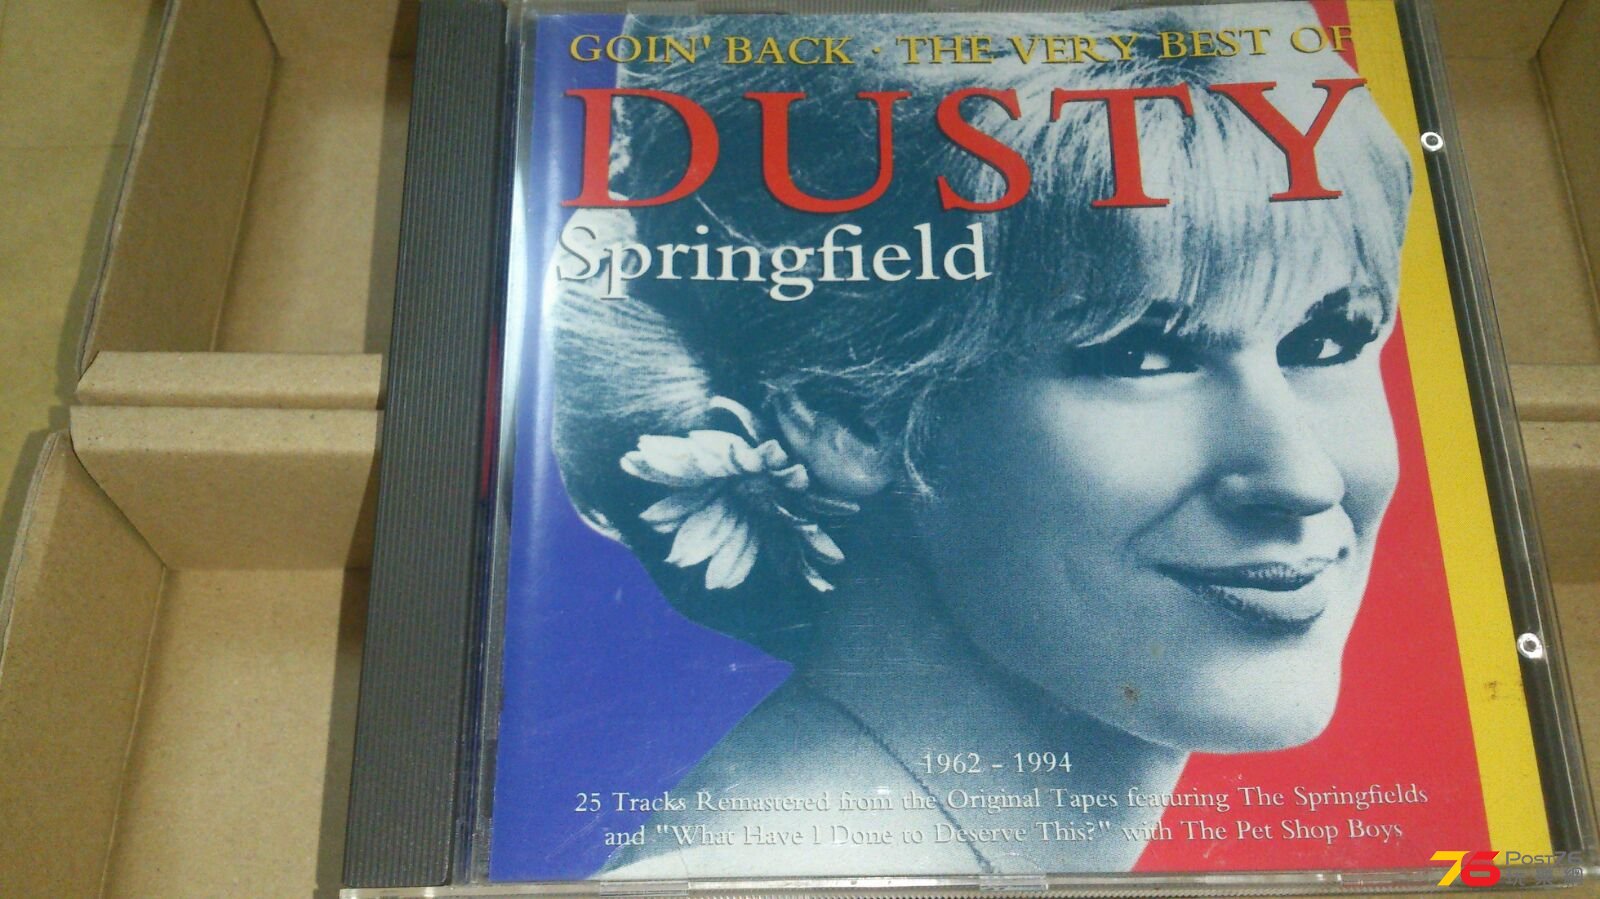 GOIN' BACK · THE VERY BEST OF
DUSTY
Springfield
1962 - 1994
25 Tracks Remastered from the Original Tapes featuring The Springfields
and "What Have I Done to Deserve This?" with The Pet Shop Boys
76 Post76